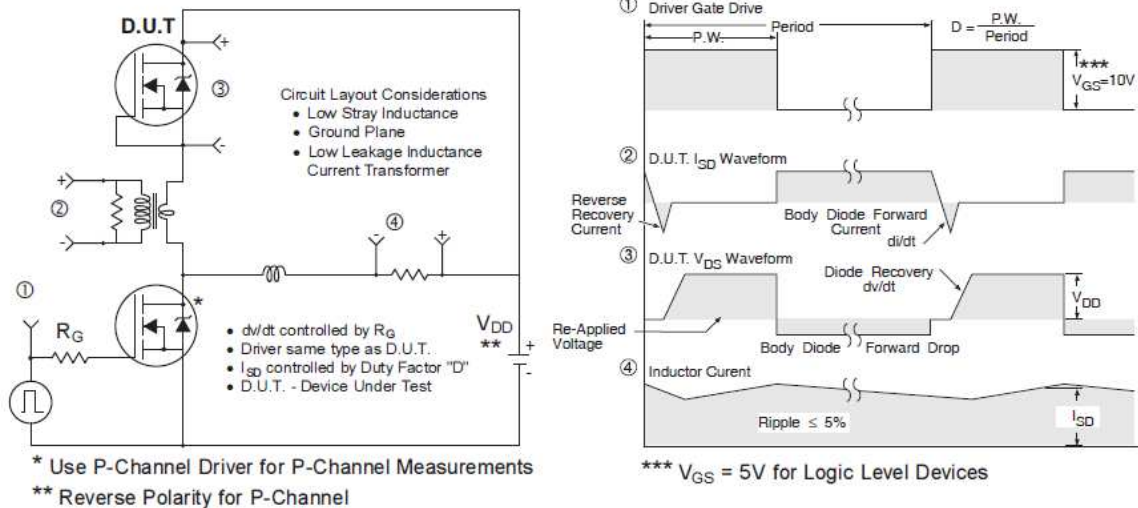 D.U.T
+
③
-
Circuit Layout Considerations
• Low Stray Inductance
• Ground Plane
• Low Leakage Inductance
Current Transformer
+
②
-
④
-
+
①
RG
*
• dv/dt controlled by RG
• Driver same type as D.U.T.
• ISD controlled by Duty Factor "D"
• D.U.T. - Device Under Test
VDD
**
+
-
* Use P-Channel Driver for P-Channel Measurements
** Reverse Polarity for P-Channel
① Driver Gate Drive
P.W.
Period
D = P.W. / Period
***
VGS=10V
② D.U.T. ISD Waveform
Reverse
Recovery
Current
Body Diode Forward
Current
di/dt
③ D.U.T. VDS Waveform
Diode Recovery
dv/dt
VDD
Re-Applied
Voltage
Body Diode Forward Drop
④ Inductor Curent
Ripple ≤ 5%
ISD
*** VGS = 5V for Logic Level Devices